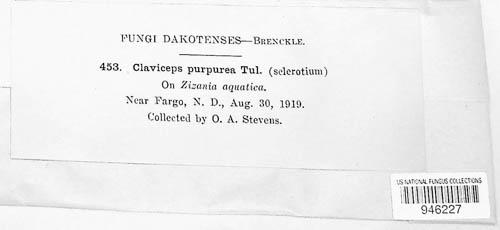 FUNGI DAKOTENSES—BRENCKLE.
453. Claviceps purpurea Tul. (sclerotium)
On Zizania aquatica.
Near Fargo, N. D., Aug. 30, 1919.
Collected by O. A. Stevens.
US NATIONAL FUNGUS COLLECTIONS
946227